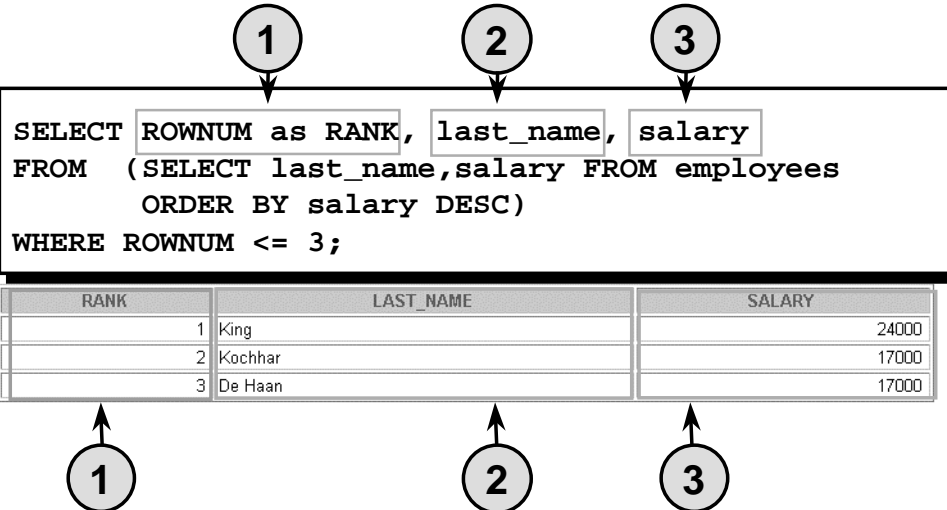 1 2 3
SELECT ROWNUM as RANK, last_name, salary
FROM (SELECT last_name,salary FROM employees
ORDER BY salary DESC)
WHERE ROWNUM <= 3;
RANK LAST_NAME SALARY
1 King 24000
2 Kochhar 17000
3 De Haan 17000
1 2 3